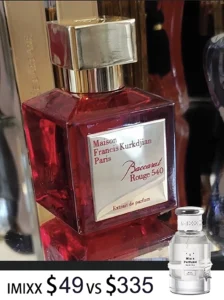 Maison
Francis Kurkdjian
Paris
Baccarat
Rouge 540
Extrait de parfum
IMIXX $49 VS $335